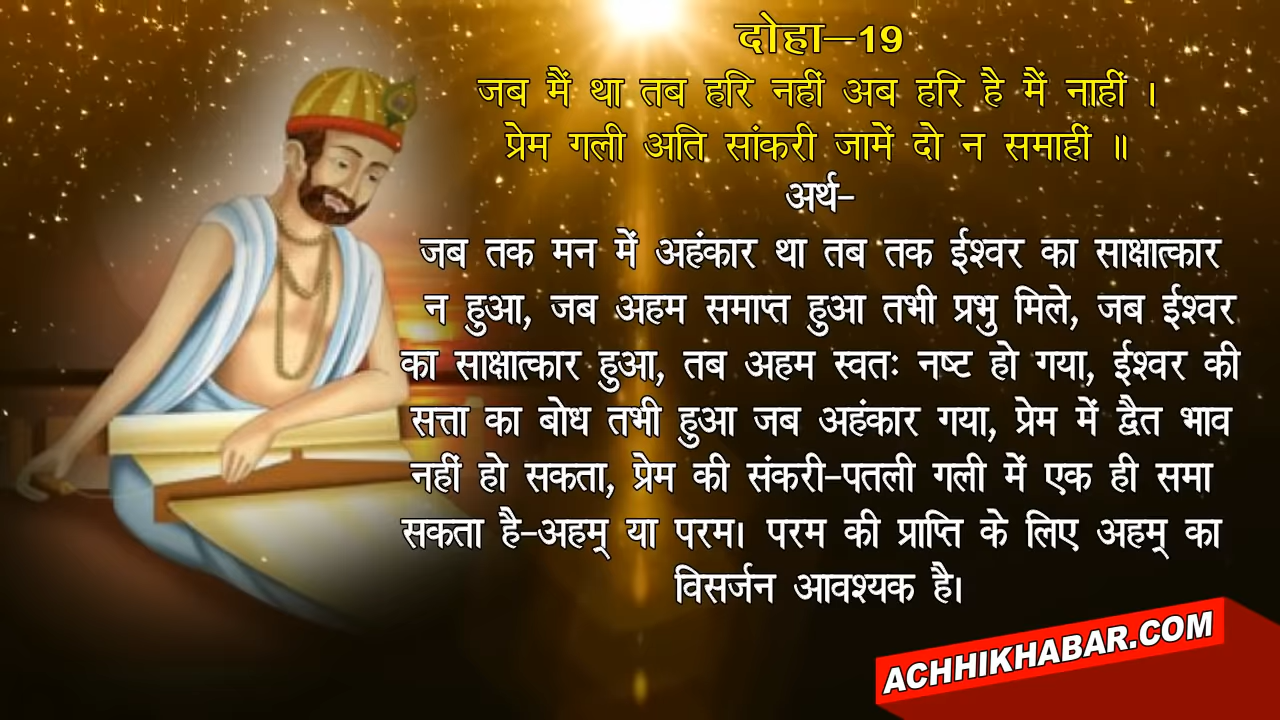 दोहा–19
जब मैं था तब हरि नहीं अब हरि है मैं नाहीं ।
प्रेम गली अति सांकरी जामें दो न समाहीं ॥
अर्थ-
जब तक मन में अहंकार था तब तक ईश्वर का साक्षात्कार
न हुआ, जब अहम समाप्त हुआ तभी प्रभु मिले, जब ईश्वर
का साक्षात्कार हुआ, तब अहम स्वतः नष्ट हो गया, ईश्वर की
सत्ता का बोध तभी हुआ जब अहंकार गया, प्रेम में द्वैत भाव
नहीं हो सकता, प्रेम की संकरी-पतली गली में एक ही समा
सकता है-अहम् या परम। परम की प्राप्ति के लिए अहम् का
विसर्जन आवश्यक है।
ACHHIKHABAR.COM